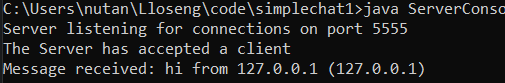 C:\Users\nutan\Lloseng\code\simplechat1>java ServerConso
Server listening for connections on port 5555
The Server has accepted a client
Message received: hi from 127.0.0.1 (127.0.0.1)